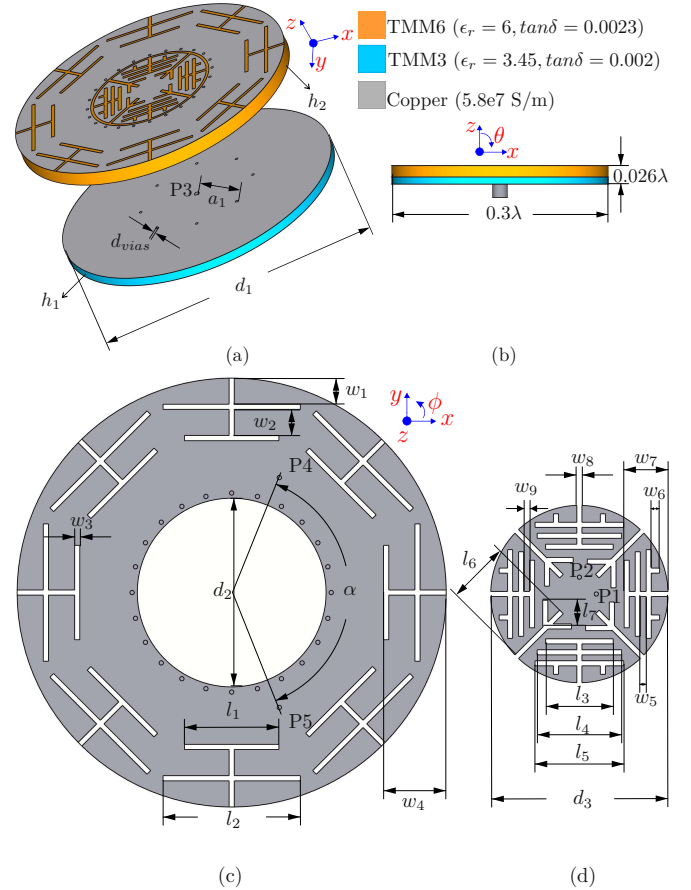 z
x
y
TMM6 (ϵr = 6, tanδ = 0.0023)
TMM3 (ϵr = 3.45, tanδ = 0.002)
Copper (5.8e7 S/m)
h2
P3
a1
dvias
h1
d1
z
θ
x
0.026λ
0.3λ
(a)
(b)
w1
w2
P4
w3
d2
α
P5
l1
l2
w4
y
ϕ
x
z
w8
w7
w9
w6
l6
P2
P1
l7
w5
l3
l4
l5
d3
(c)
(d)